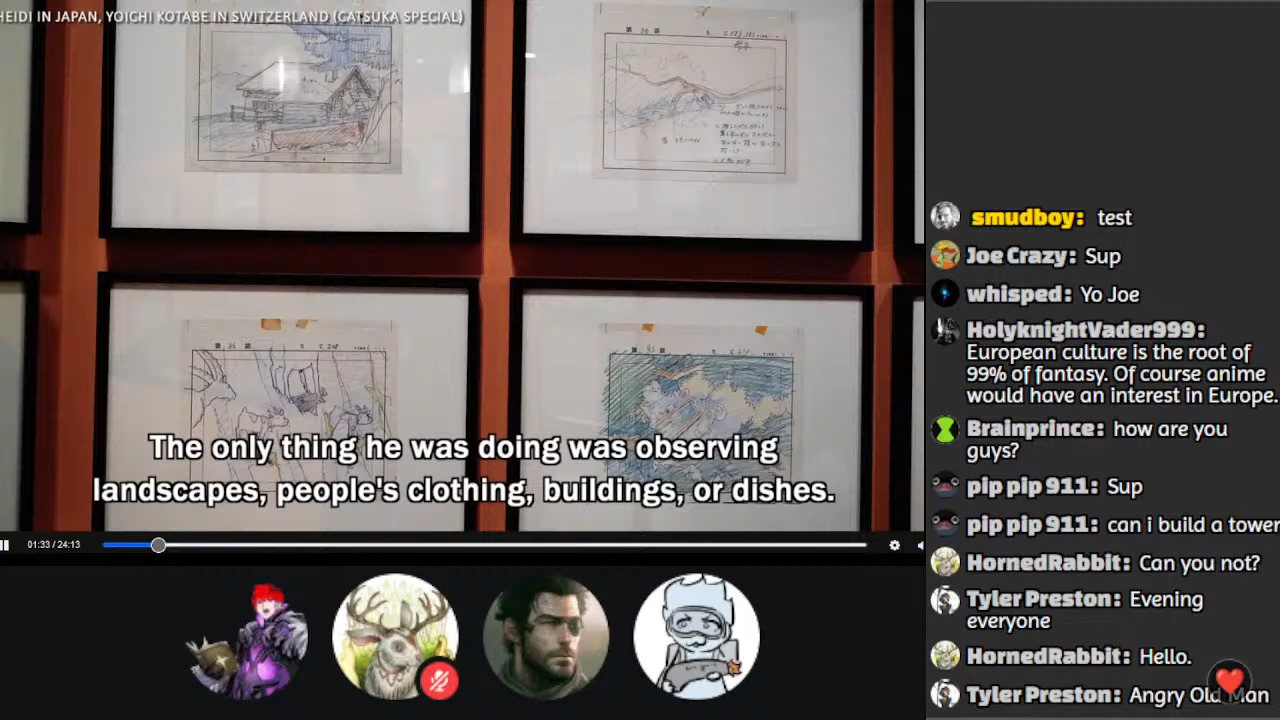 HEIDI IN JAPAN, YOICHI KOTABE IN SWITZERLAND (CATSUKA SPECIAL)
The only thing he was doing was observing
landscapes, people's clothing, buildings, or dishes.
01:33 / 24:13
smudboy: test
Joe Crazy: Sup
whisped: Yo Joe
HolyknightVader999:
European culture is the root of
99% of fantasy. Of course anime
would have an interest in Europe.
Brainprince: how are you
guys?
pip pip 911: Sup
pip pip 911: can i build a tower
HornedRabbit: Can you not?
Tyler Preston: Evening
everyone
HornedRabbit: Hello.
Tyler Preston: Angry Old Man